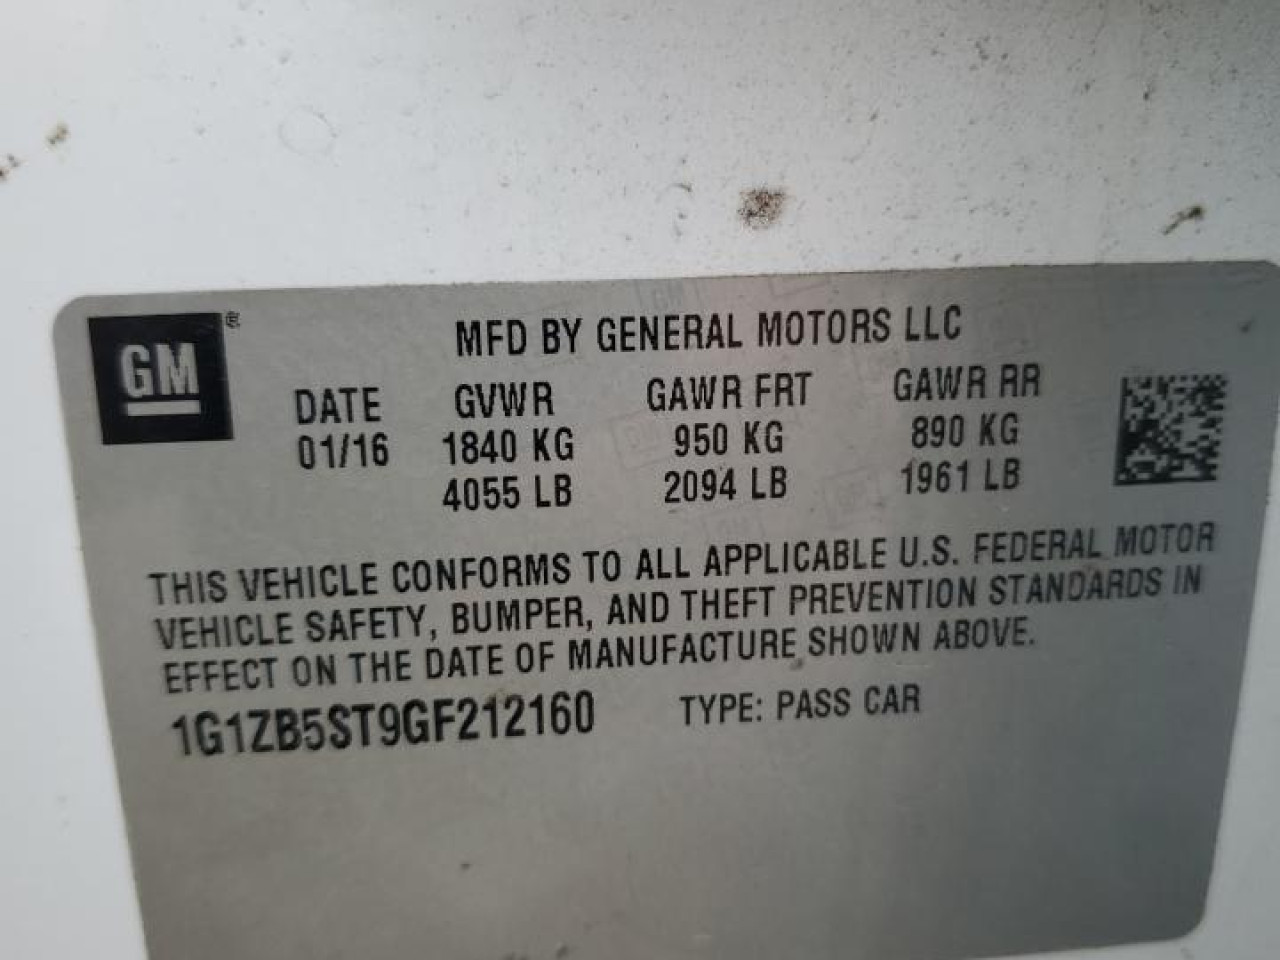 GM ®
MFD BY GENERAL MOTORS LLC
DATE GVWR GAWR FRT GAWR RR
01/16 1840 KG 950 KG 890 KG
4055 LB 2094 LB 1961 LB
THIS VEHICLE CONFORMS TO ALL APPLICABLE U.S. FEDERAL MOTOR
VEHICLE SAFETY, BUMPER, AND THEFT PREVENTION STANDARDS IN
EFFECT ON THE DATE OF MANUFACTURE SHOWN ABOVE.
1G1ZB5ST9GF212160 TYPE: PASS CAR